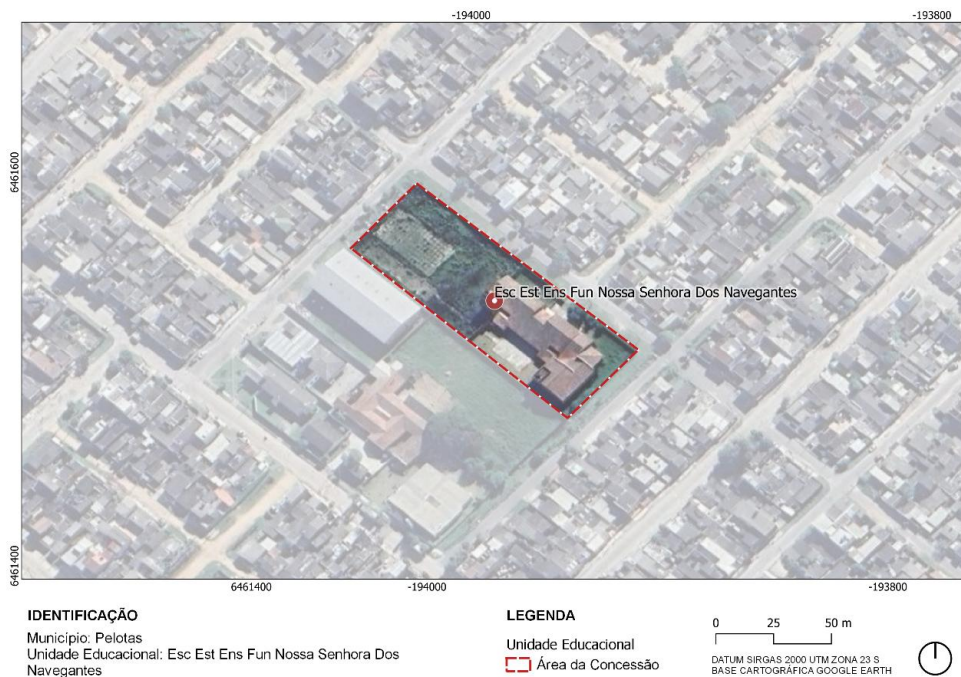 -194000
-193800
6461600
Esc Est Ens Fun Nossa Senhora Dos Navegantes
6461400
6461400
-194000
-193800
IDENTIFICAÇÃO
Município: Pelotas
Unidade Educacional: Esc Est Ens Fun Nossa Senhora Dos
Navegantes
LEGENDA
Unidade Educacional
Área da Concessão
0 25 50 m
DATUM SIRGAS 2000 UTM ZONA 23 S
BASE CARTOGRÁFICA GOOGLE EARTH